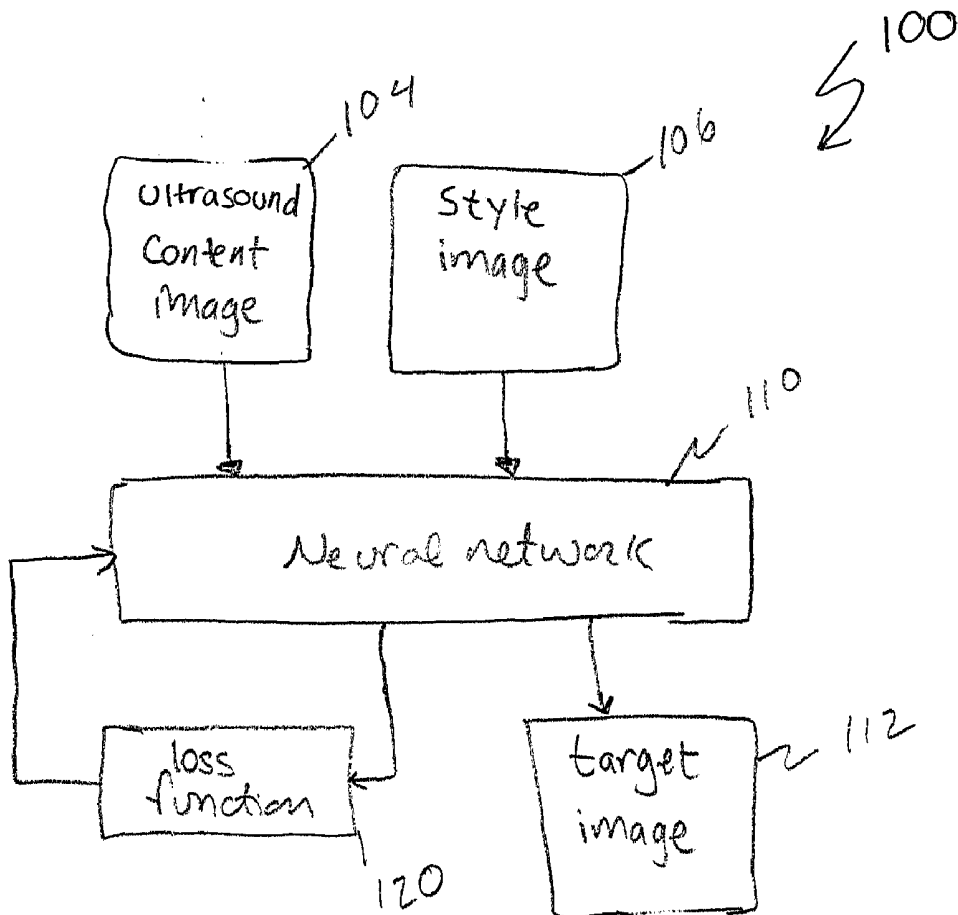 100
104
106
Ultrasound
Content
image
Style
image
110
Neural network
loss
function
120
target
image
112